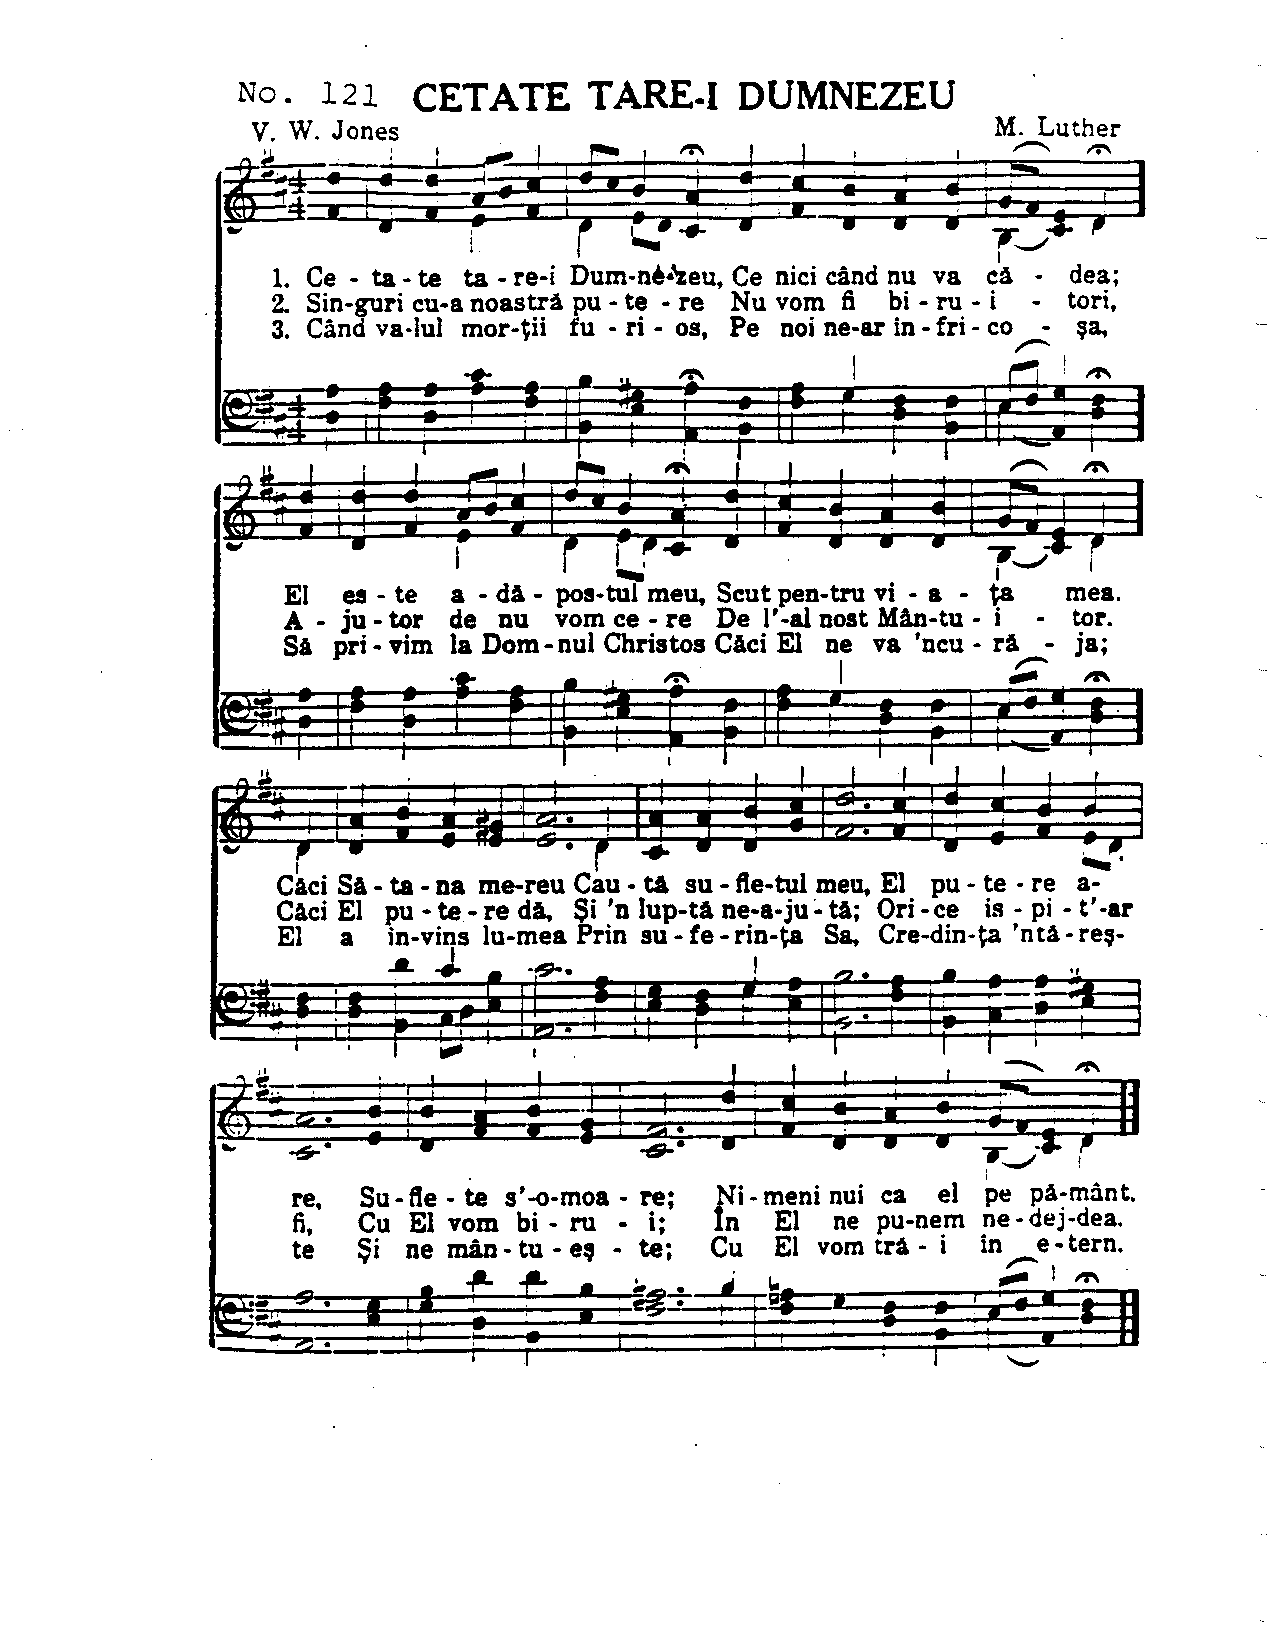 No. 121 CETATE TARE-I DUMNEZEU
V. W. Jones M. Luther
1. Ce - ta - te ta - re-i Dum-ne-zeu, Ce nici când nu va că - dea;
2. Sin-guri cu-a noastră pu - te - re Nu vom fi bi - ru - i - tori,
3. Când va-lul mor-ții fu - ri - os, Pe noi ne-ar in - fri - co - șa,
El es - te a - dă - pos-tul meu, Scut pen-tru vi - a - ța mea.
A - ju - tor de nu vom ce - re De l'-al nost Mân-tu - i - tor.
Să pri - vim la Dom - nul Christos Căci El ne va 'ncu - ră - ja;
Căci Să - ta - na me-reu Cau - tă su - fle-tul meu, El pu - te - re a-
Căci El pu - te - re dă, Și 'n lup-tă ne-a-ju - tă; Ori - ce is - pi - t'-ar
El a in-vins lu-mea Prin su - fe - rin-ța Sa, Cre-din-ța 'ntă-reș-
re, Su - fle - te s'-o-moa - re; Ni - meni nui ca el pe pă-mânt.
fi, Cu El vom bi - ru - i; În El ne pu-nem ne-dej-dea.
te Și ne mân - tu - eș - te; Cu El vom tră - i in e - tern.